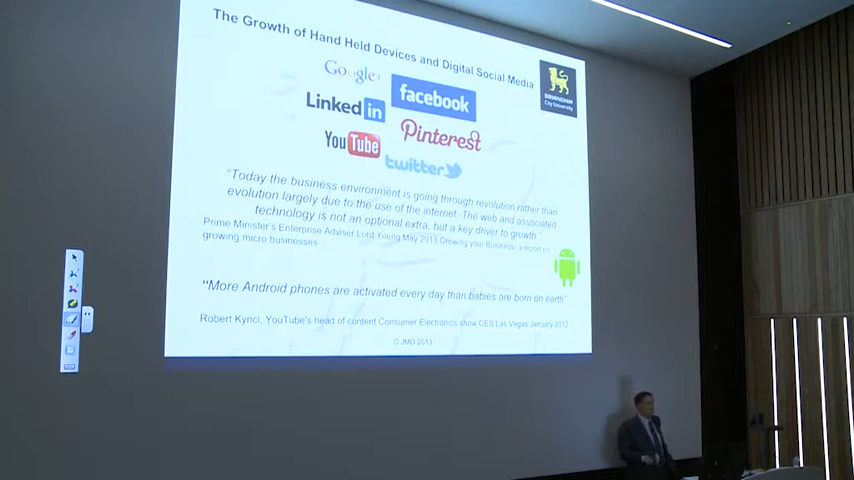 The Growth of Hand Held Devices and Digital Social Media
Google+
facebook
Linked in
Pinterest
YouTube
twitter
BIRMINGHAM
City University
"Today the business environment is going through revolution rather than
evolution largely due to the use of the internet. The web and associated
technology is not an optional extra, but a key driver to growth."
Prime Minister's Enterprise Adviser Lord Young May 2013 Growing your Business, a report on
growing micro businesses
"More Android phones are activated every day than babies are born on earth"
Robert Kyncl, YouTube's head of content Consumer Electronics show CES Las Vegas January 2012
© JMD 2013